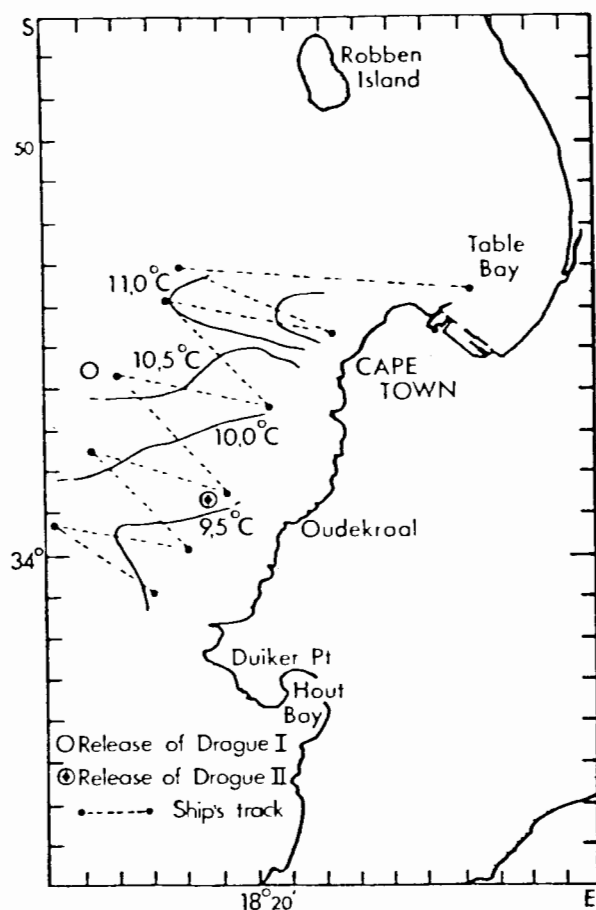 S
Robben
Island
50
Table
Bay
11,0°C
10,5°C
CAPE
TOWN
10,0°C
9,5°C
Oudekraal
34°
Duiker Pt
Hout
Bay
Release of Drague I
Release of Drogue II
Ship's track
18°20'
E